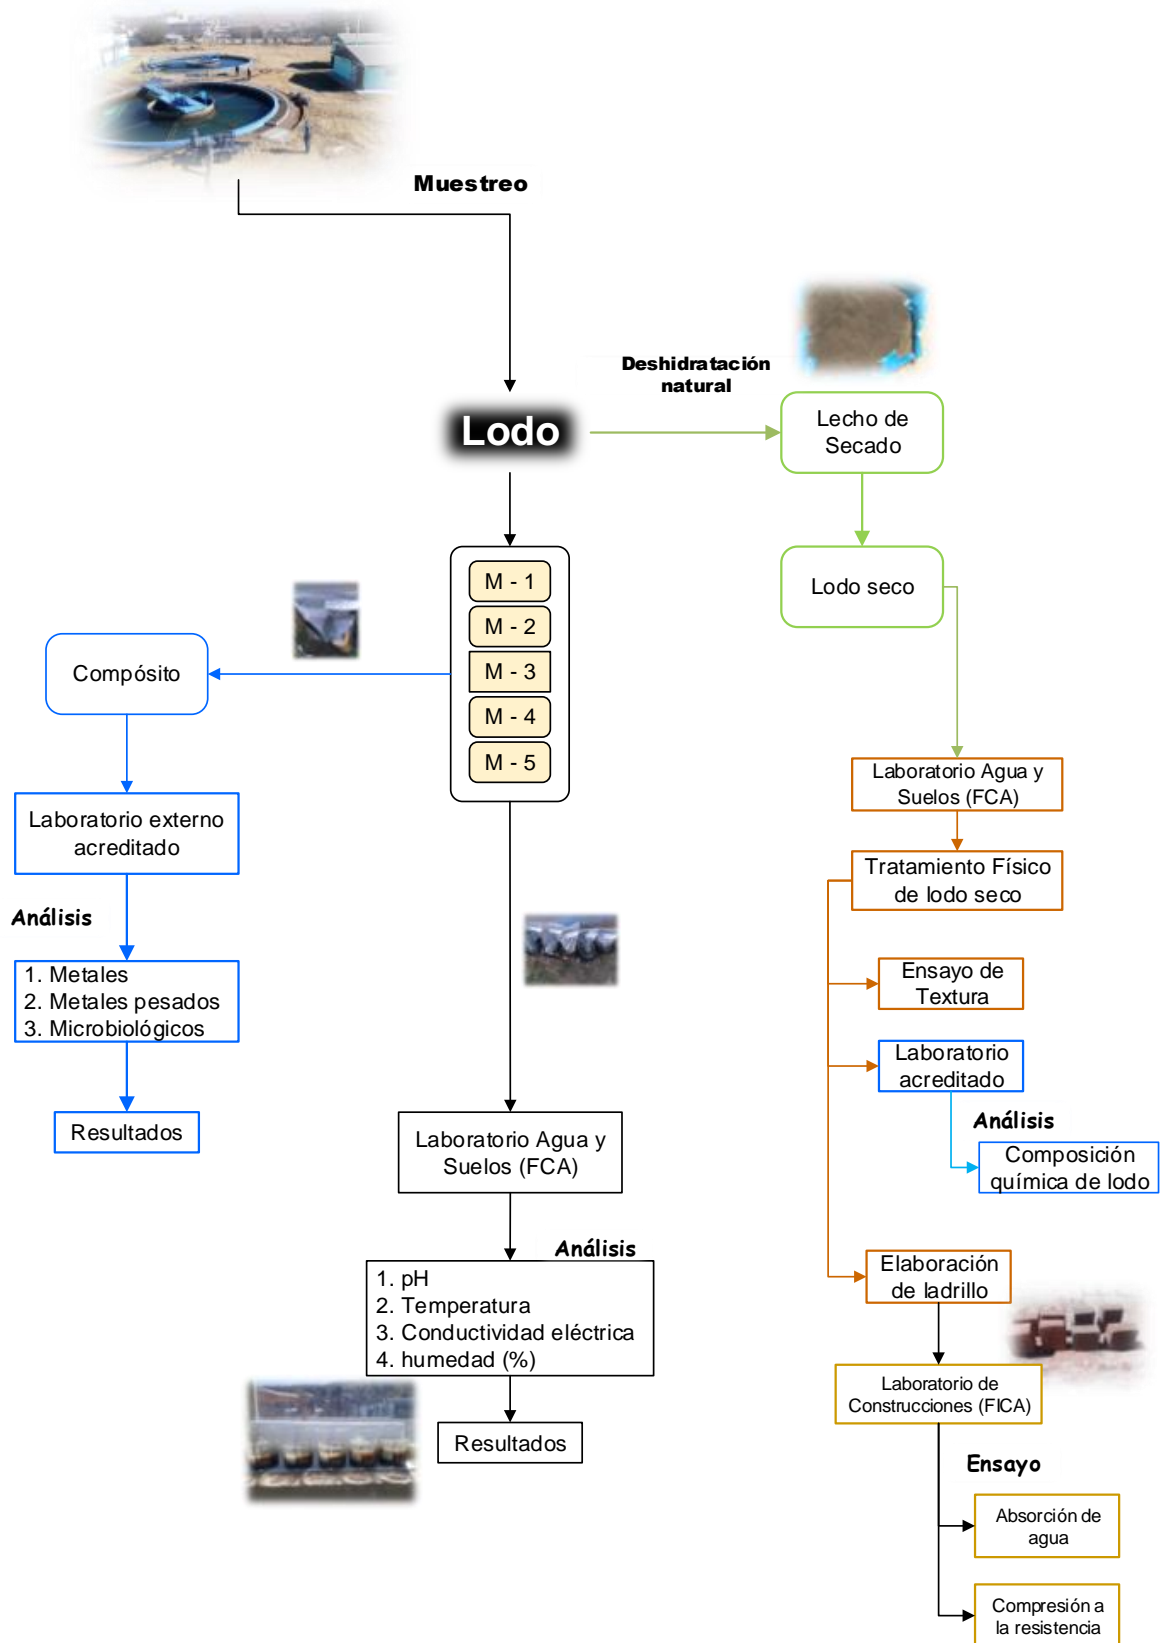 Muestreo
Deshidratación
natural
Lodo
Lecho de
Secado
M - 1
M - 2
M - 3
M - 4
M - 5
Lodo seco
Compósito
Laboratorio externo
acreditado
Análisis
1. Metales
2. Metales pesados
3. Microbiológicos
Resultados
Laboratorio Agua y
Suelos (FCA)
Análisis
1. pH
2. Temperatura
3. Conductividad eléctrica
4. humedad (%)
Resultados
Laboratorio Agua y
Suelos (FCA)
Tratamiento Físico
de lodo seco
Ensayo de
Textura
Laboratorio
acreditado
Análisis
Composición
química de lodo
Elaboración
de ladrillo
Laboratorio de
Construcciones (FICA)
Ensayo
Absorción de
agua
Compresión a
la resistencia